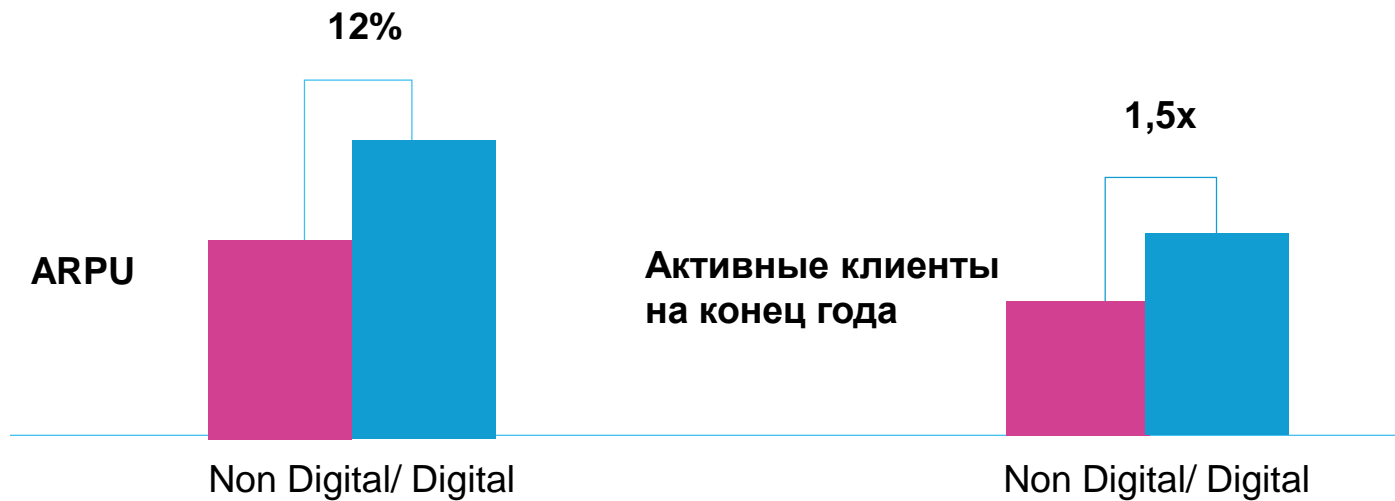 12%
1,5x
ARPU
Активные клиенты
на конец года
Non Digital/ Digital
Non Digital/ Digital